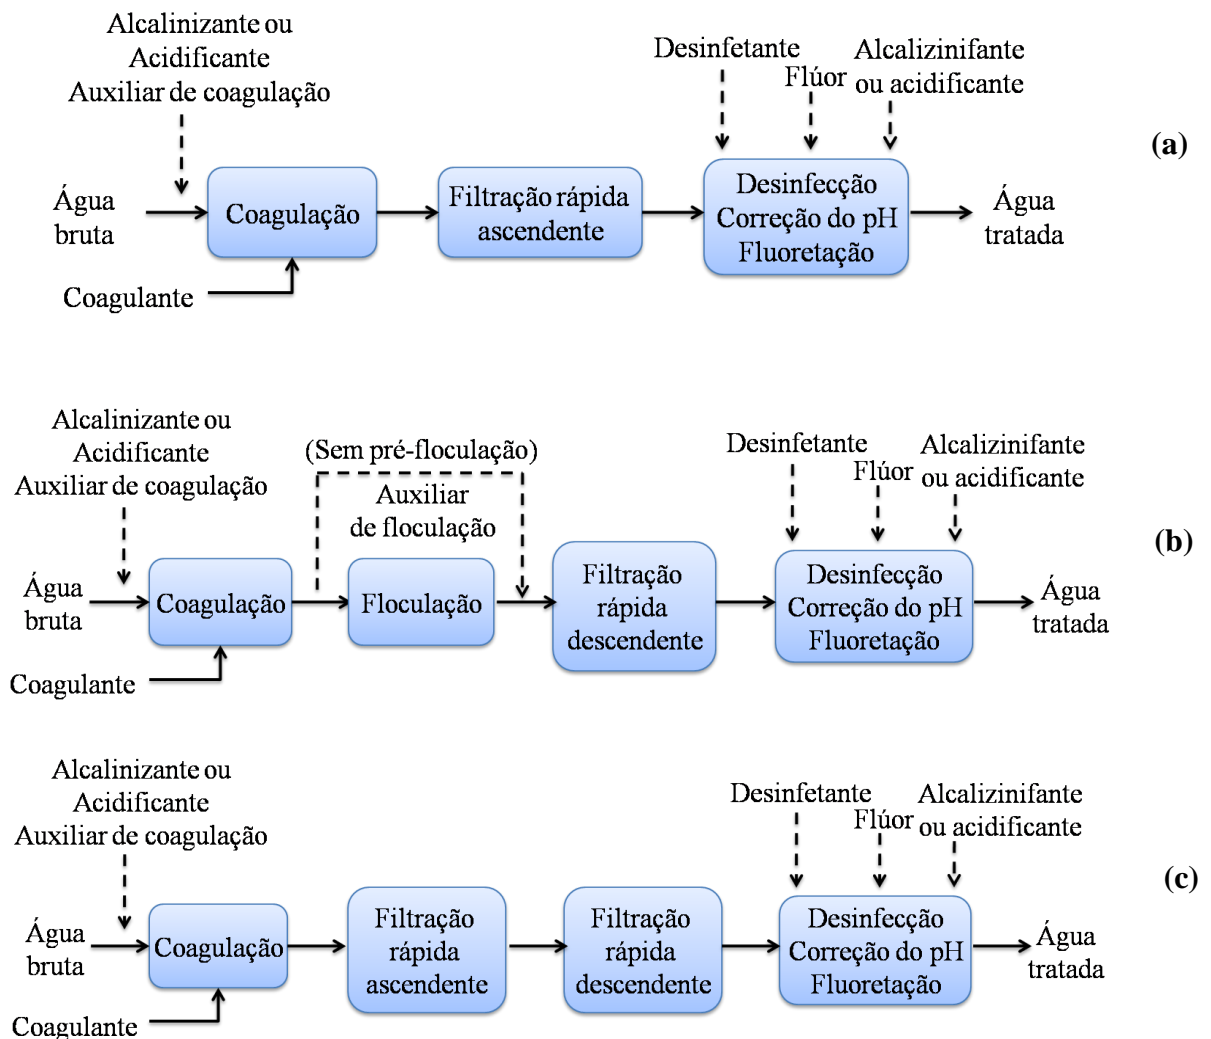 Alcalinizante ou
Acidificante
Auxiliar de coagulação
Desinfetante
Flúor
Alcalizinifante
ou acidificante
(a)
Água
bruta
Coagulação
Filtração rápida
ascendente
Desinfecção
Correção do pH
Fluoretação
Água
tratada
Coagulante
Alcalinizante ou
Acidificante
Auxiliar de coagulação
(Sem pré-floculação)
Auxiliar
de floculação
Desinfetante
Flúor
Alcalizinifante
ou acidificante
(b)
Água
bruta
Coagulação
Floculação
Filtração
rápida
descendente
Desinfecção
Correção do pH
Fluoretação
Água
tratada
Coagulante
Alcalinizante ou
Acidificante
Auxiliar de coagulação
Desinfetante
Flúor
Alcalizinifante
ou acidificante
(c)
Água
bruta
Coagulação
Filtração
rápida
ascendente
Filtração
rápida
descendente
Desinfecção
Correção do pH
Fluoretação
Água
tratada
Coagulante